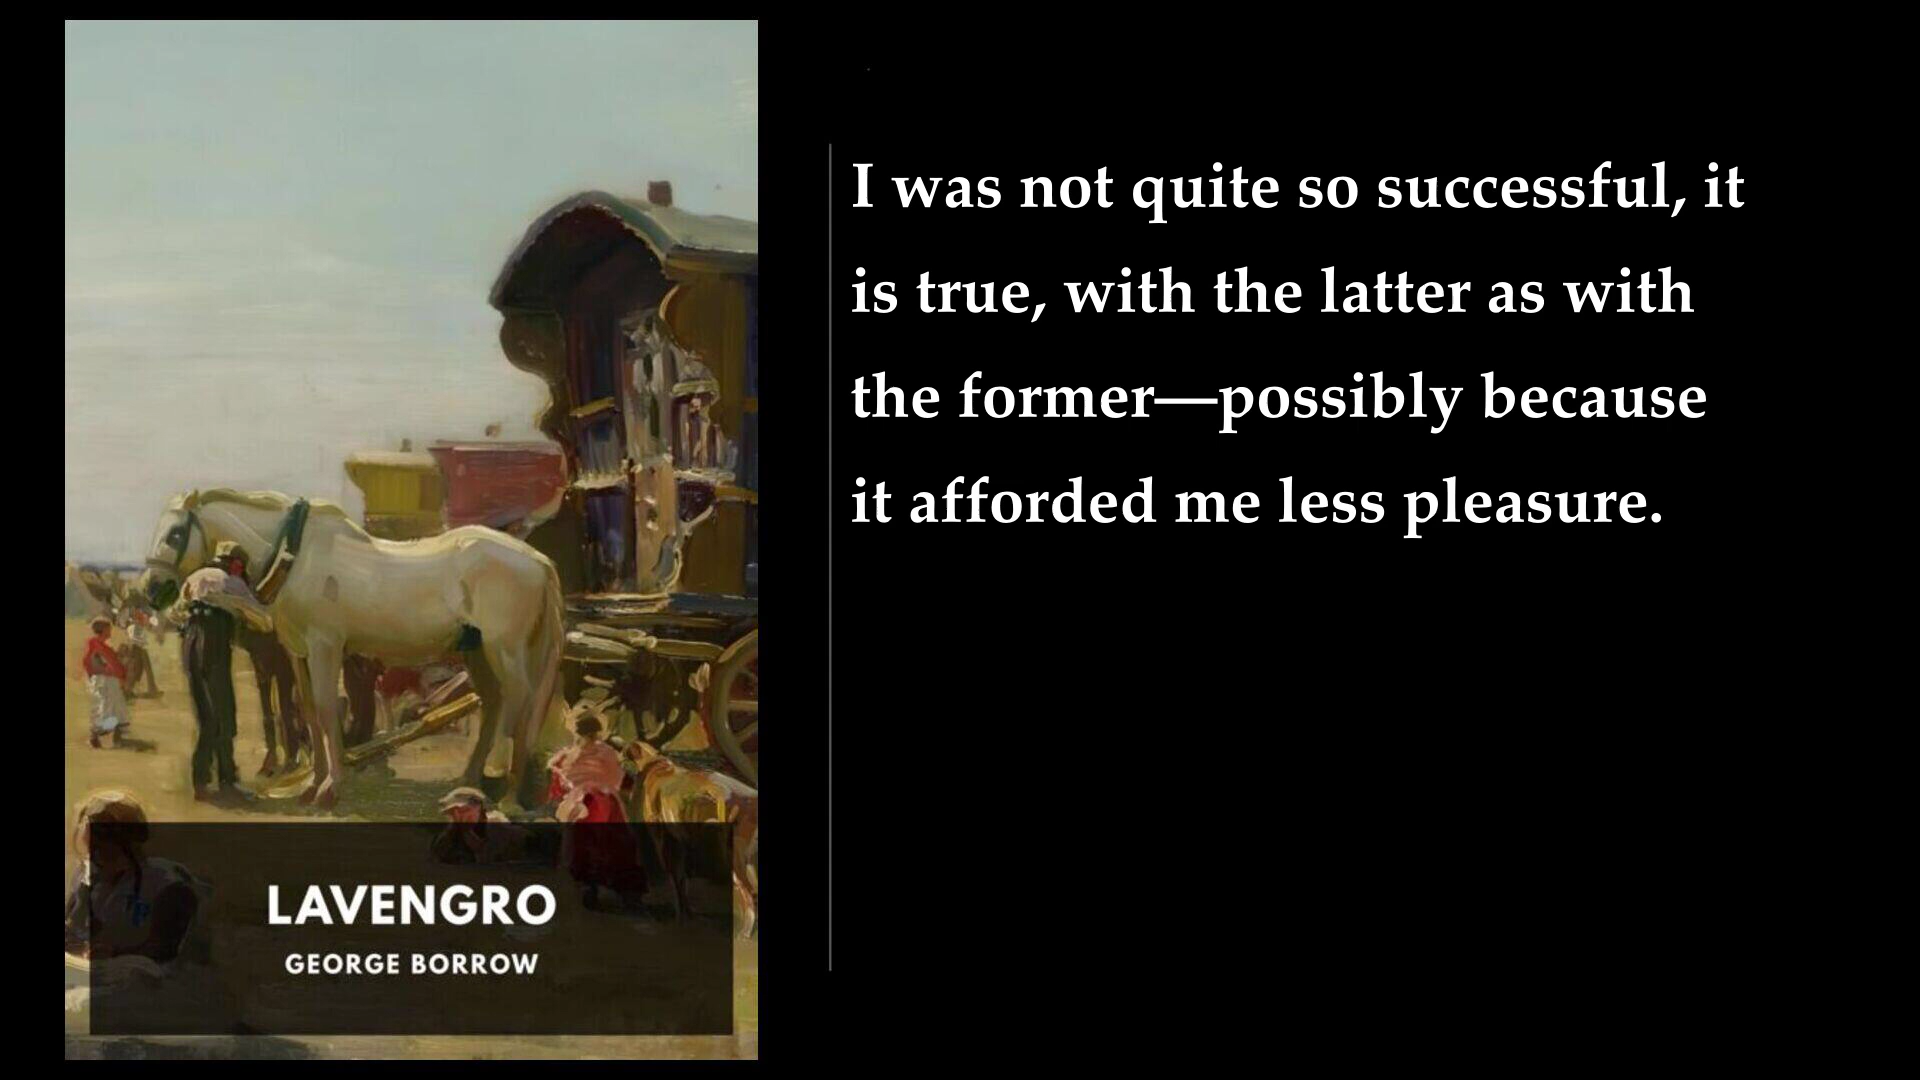 LAVENGRO
GEORGE BORROW
I was not quite so successful, it
is true, with the latter as with
the former—possibly because
it afforded me less pleasure.